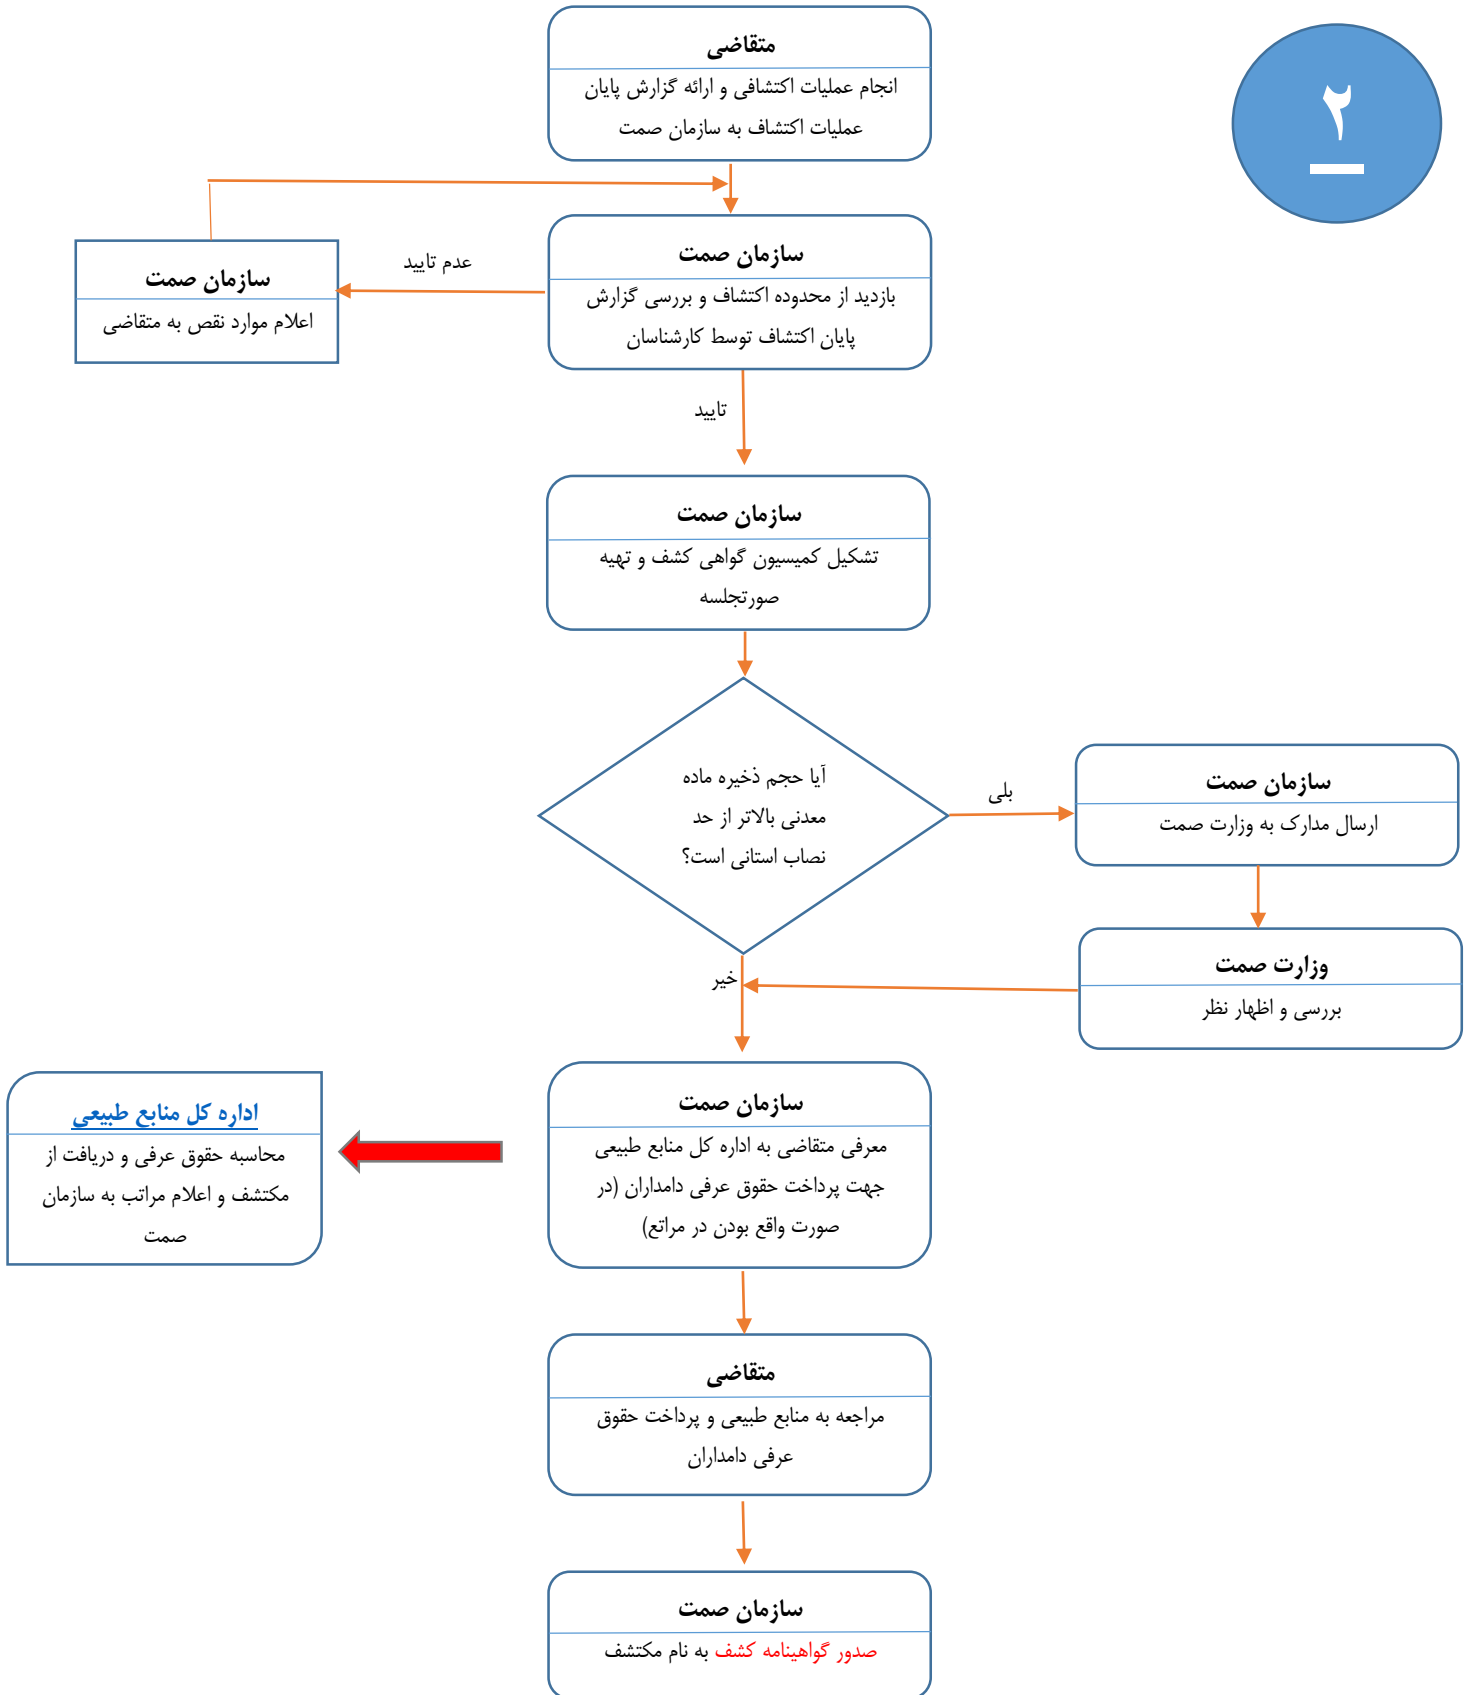 ۲
متقاضی
انجام عملیات اکتشافی و ارائه گزارش پایان
عملیات اکتشاف به سازمان صمت
سازمان صمت
بازدید از محدوده اکتشاف و بررسی گزارش
پایان اکتشاف توسط کارشناسان
عدم تایید
سازمان صمت
اعلام موارد نقص به متقاضی
تایید
سازمان صمت
تشکیل کمیسیون گواهی کشف و تهیه
صورتجلسه
آیا حجم ذخیره ماده
معدنی بالاتر از حد
نصاب استانی است؟
بلی
سازمان صمت
ارسال مدارک به وزارت صمت
وزارت صمت
بررسی و اظهار نظر
خیر
سازمان صمت
معرفی متقاضی به اداره کل منابع طبیعی
جهت پرداخت حقوق عرفی دامداران (در
صورت واقع بودن در مراتع)
اداره کل منابع طبیعی
محاسبه حقوق عرفی و دریافت از
مکتشف و اعلام مراتب به سازمان
صمت
متقاضی
مراجعه به منابع طبیعی و پرداخت حقوق
عرفی دامداران
سازمان صمت
صدور گواهینامه کشف به نام مکتشف